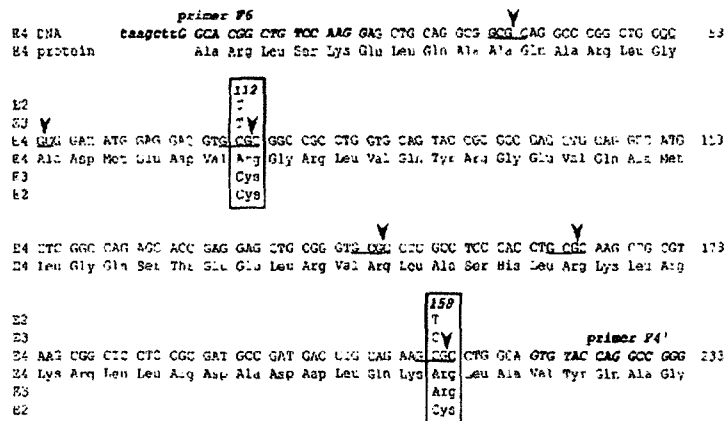 primer F6
E4 DNA taagcttG GCA CGG CTG TCC AAG GAG CTG CAG GCG GCG CAG GCC CGG CTG GGC 53
E4 protein Ala Arg Leu Ser Lys Glu Leu Gln Ala Ala Gln Ala Arg Leu Gly
112
E2 T
E3 T
E4 GCG GAC ATG GAG GAC GTG CGC GGC CGC CTG GTG CAG TAC CGC GGC GAG GTG CAG GCC ATG 113
E4 Ala Asp Met Glu Asp Val Arg Gly Arg Leu Val Gln Tyr Arg Gly Glu Val Gln Ala Met
E3 Cys
E2 Cys
E4 CTC GGC CAG AGC ACC GAG GAG CTG CGG GTG CGC CTC GCC TCC CAC CTG CGC AAG CTG CGT 173
E4 Leu Gly Gln Ser Thr Glu Glu Leu Arg Val Arg Leu Ala Ser His Leu Arg Lys Leu Arg
158
E2 T
E3 C primer F4'
E4 AAG CGG CTC CTC CGC GAT GCC GAT GAC CTG CAG AAG CGC CTG GCA GTG TAC CAG GCC GGG 233
E4 Lys Arg Leu Leu Arg Asp Ala Asp Asp Leu Gln Lys Arg Leu Ala Val Tyr Gln Ala Gly
E3 Arg
E2 Cys